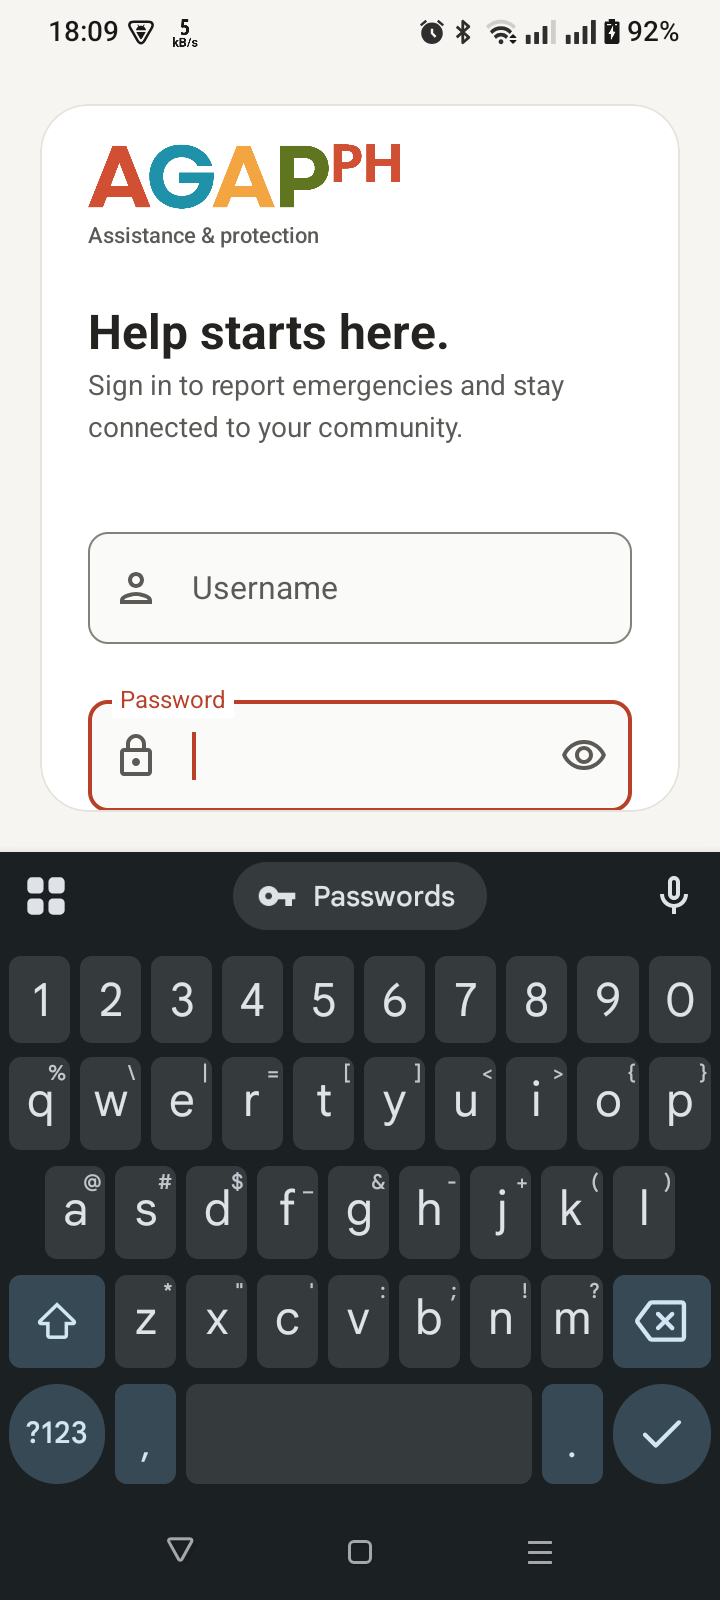 18:09 5 kB/s 92%
AGAPPH
Assistance & protection
Help starts here.
Sign in to report emergencies and stay
connected to your community.
Username
Password
Passwords
1 2 3 4 5 6 7 8 9 0
q% w\ e| r= t[ y] u< i> o{ p}
a@ s# d$ f_ g& h- j+ k( l)
z* x" c' v: b; n! m?
?123 , .